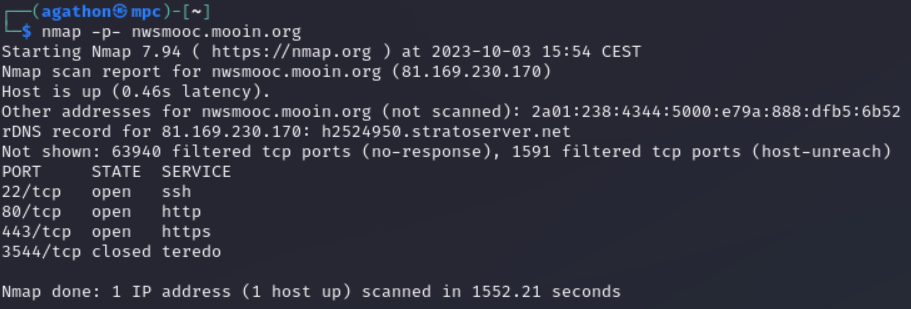 ┌──(agathon㉿mpc)-[~]
└─$ nmap -p- nwsmooc.mooin.org
Starting Nmap 7.94 ( https://nmap.org ) at 2023-10-03 15:54 CEST
Nmap scan report for nwsmooc.mooin.org (81.169.230.170)
Host is up (0.46s latency).
Other addresses for nwsmooc.mooin.org (not scanned): 2a01:238:4344:5000:e79a:888:dfb5:6b52
rDNS record for 81.169.230.170: h2524950.stratoserver.net
Not shown: 63940 filtered tcp ports (no-response), 1591 filtered tcp ports (host-unreach)
PORT     STATE  SERVICE
22/tcp   open   ssh
80/tcp   open   http
443/tcp  open   https
3544/tcp closed teredo
Nmap done: 1 IP address (1 host up) scanned in 1552.21 seconds